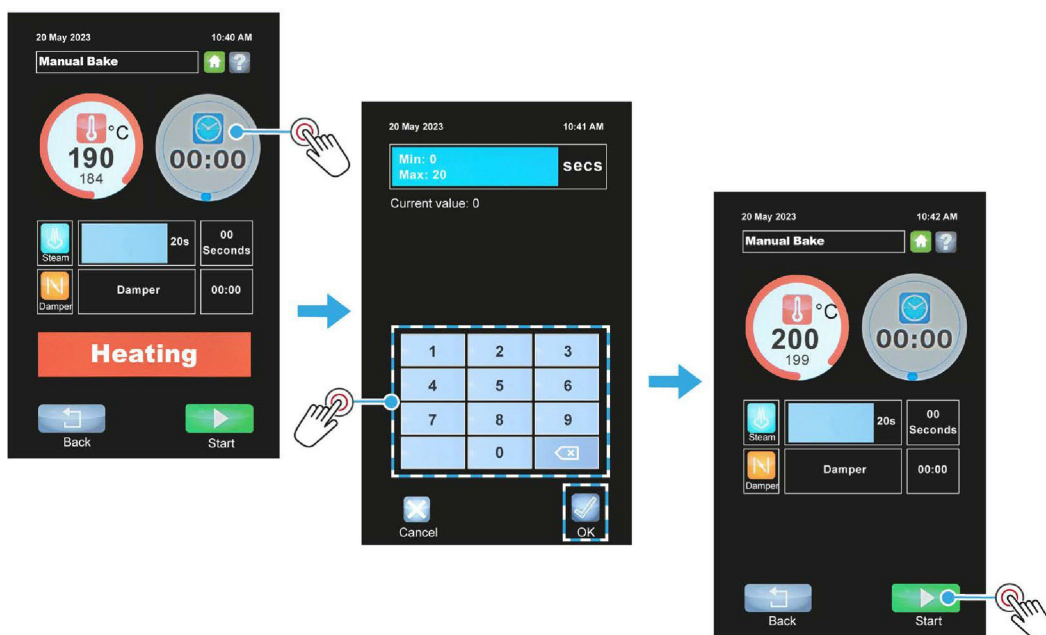 20 May 2023 10:40 AM
Manual Bake ?
°C
190
184
00:00
Steam
20s
00
Seconds
Damper
Damper
00:00
Heating
Back
Start
20 May 2023 10:41 AM
Min: 0
Max: 20
secs
Current value: 0
1 2 3
4 5 6
7 8 9
0
Cancel
OK
20 May 2023 10:42 AM
Manual Bake ?
°C
200
199
00:00
Steam
20s
00
Seconds
Damper
Damper
00:00
Back
Start